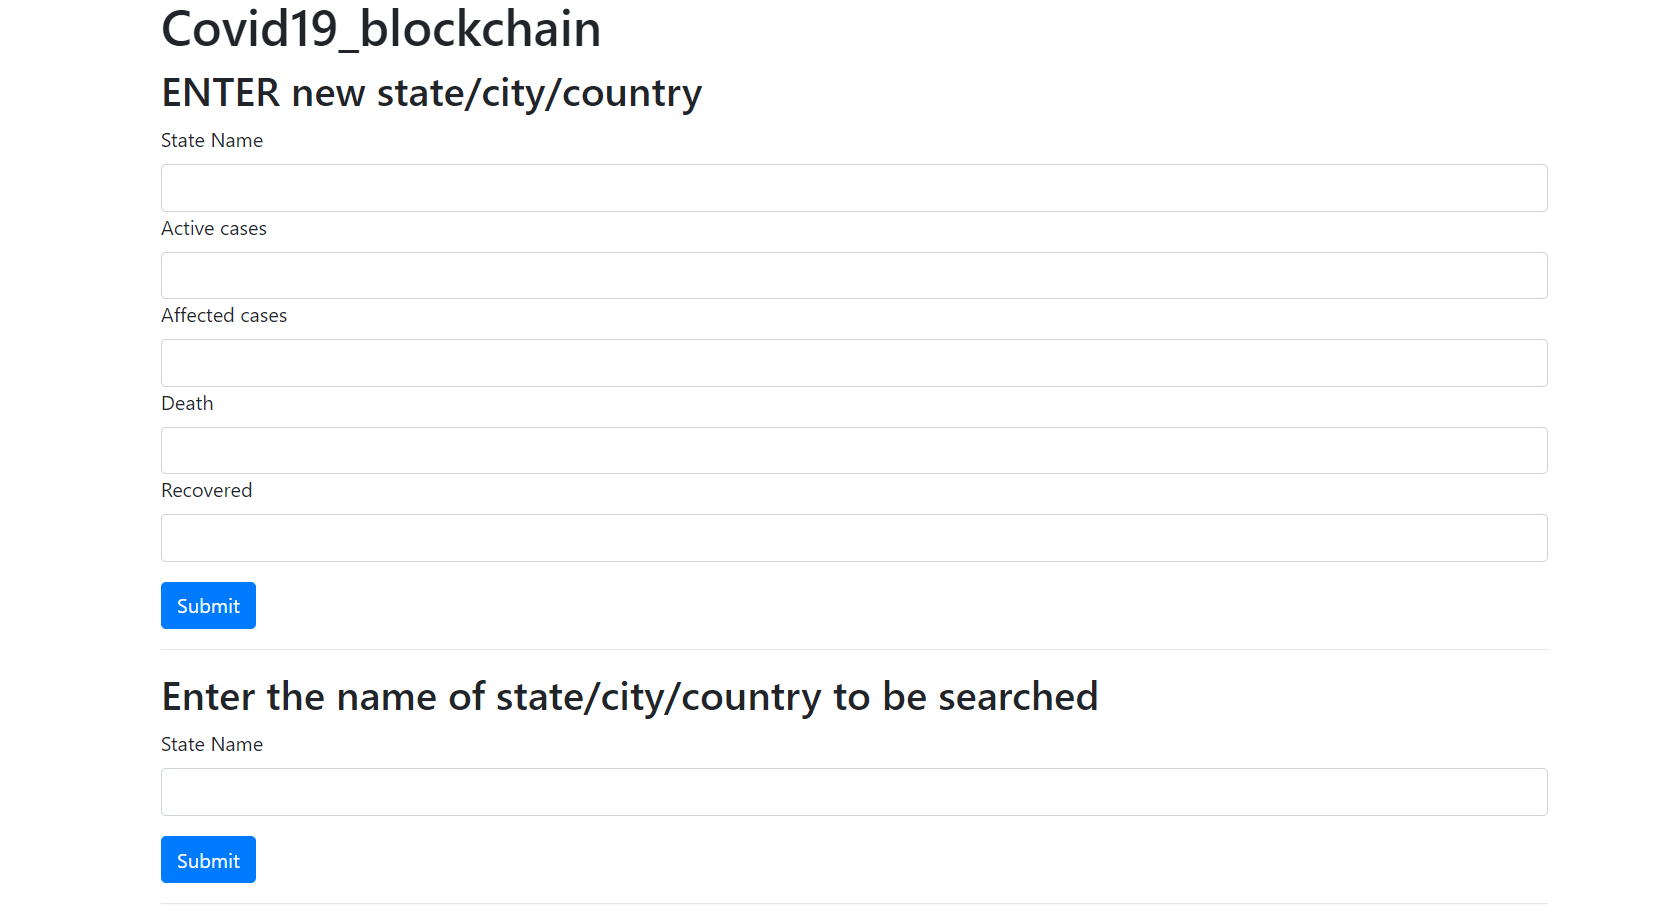 Covid19_blockchain
ENTER new state/city/country
State Name
Active cases
Affected cases
Death
Recovered
Submit
Enter the name of state/city/country to be searched
State Name
Submit